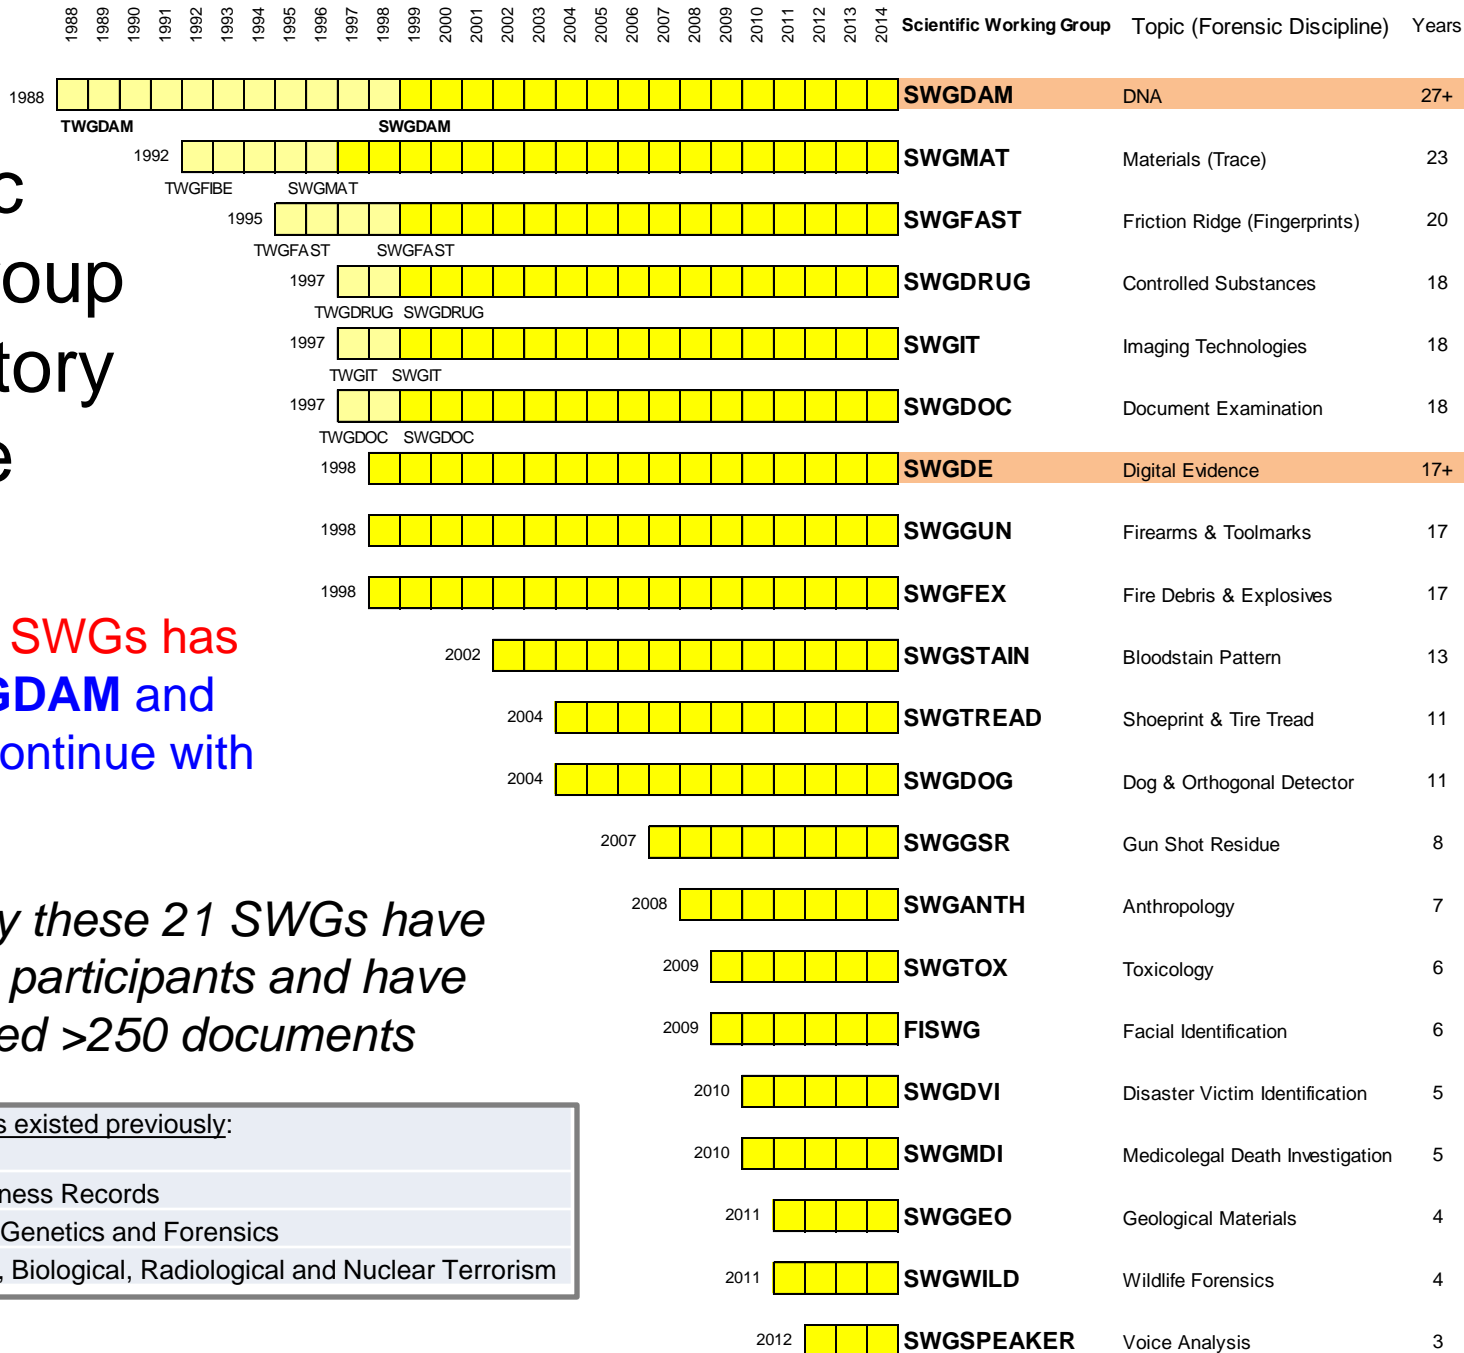 1988 1989 1990 1991 1992 1993 1994 1995 1996 1997 1998 1999 2000 2001 2002 2003 2004 2005 2006 2007 2008 2009 2010 2011 2012 2013 2014 Scientific Working Group Topic (Forensic Discipline) Years
1988 SWGDAM DNA 27+
TWGDAM SWGDAM
1992 SWGMAT Materials (Trace) 23
TWGFIBE SWGMAT
1995 SWGFAST Friction Ridge (Fingerprints) 20
TWGFAST SWGFAST
1997 SWGDRUG Controlled Substances 18
TWGDRUG SWGDRUG
1997 SWGIT Imaging Technologies 18
TWGIT SWGIT
1997 SWGDOC Document Examination 18
TWGDOC SWGDOC
1998 SWGDE Digital Evidence 17+
1998 SWGGUN Firearms & Toolmarks 17
1998 SWGFEX Fire Debris & Explosives 17
2002 SWGSTAIN Bloodstain Pattern 13
2004 SWGTREAD Shoeprint & Tire Tread 11
2004 SWGDOG Dog & Orthogonal Detector 11
2007 SWGGSR Gun Shot Residue 8
2008 SWGANTH Anthropology 7
2009 SWGTOX Toxicology 6
2009 FISWG Facial Identification 6
2010 SWGDVI Disaster Victim Identification 5
2010 SWGMDI Medicolegal Death Investigation 5
2011 SWGGEO Geological Materials 4
2011 SWGWILD Wildlife Forensics 4
2012 SWGSPEAKER Voice Analysis 3
c
oup
tory
e
SWGs has
GDAM and
ontinue with
y these 21 SWGs have
participants and have
ed >250 documents
s existed previously:
ness Records
Genetics and Forensics
, Biological, Radiological and Nuclear Terrorism